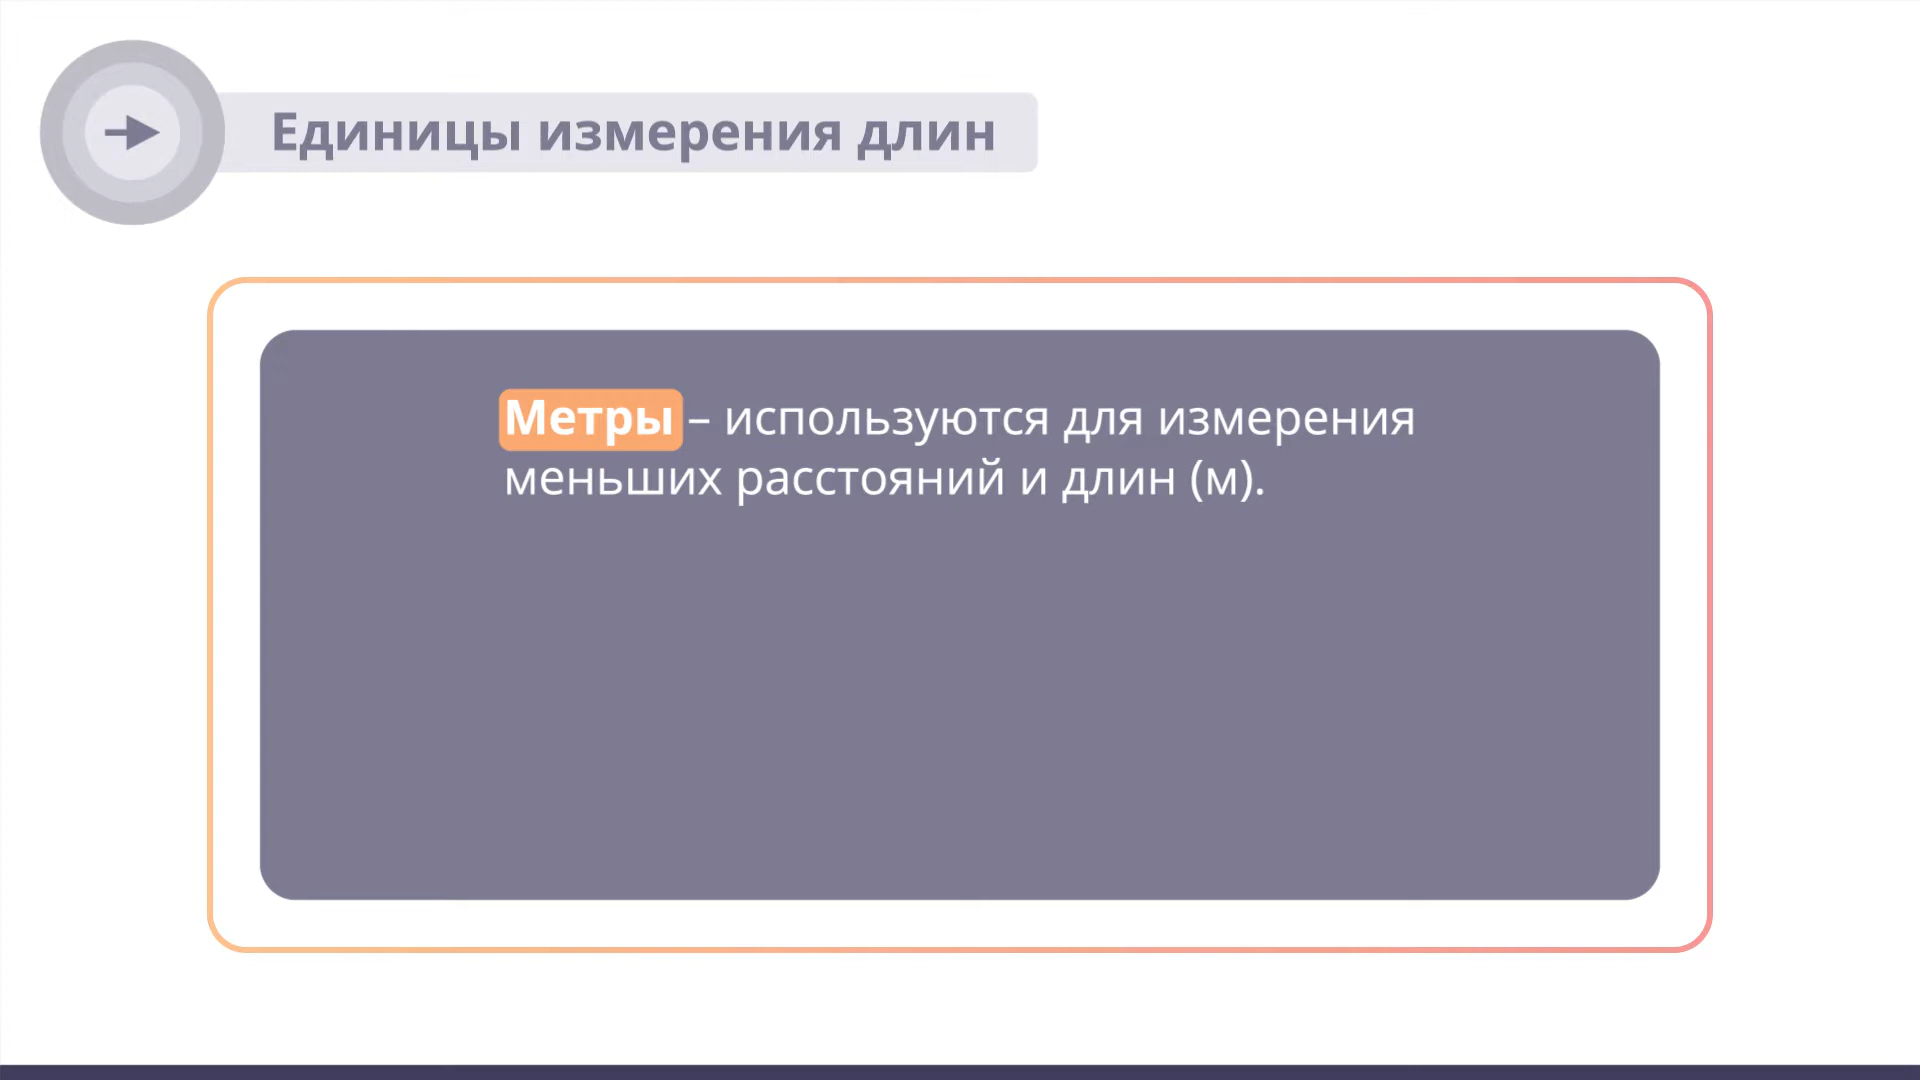 Единицы измерения длин
Метры – используются для измерения
меньших расстояний и длин (м).